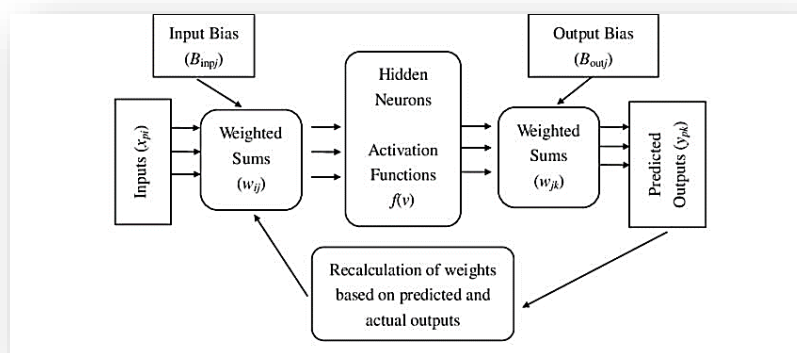 Input Bias
(B_inpj)
Output Bias
(B_outj)
Inputs (x_pi)
Weighted
Sums
(w_ij)
Hidden
Neurons
Activation
Functions
f(v)
Weighted
Sums
(w_jk)
Predicted
Outputs (y_pk)
Recalculation of weights
based on predicted and
actual outputs